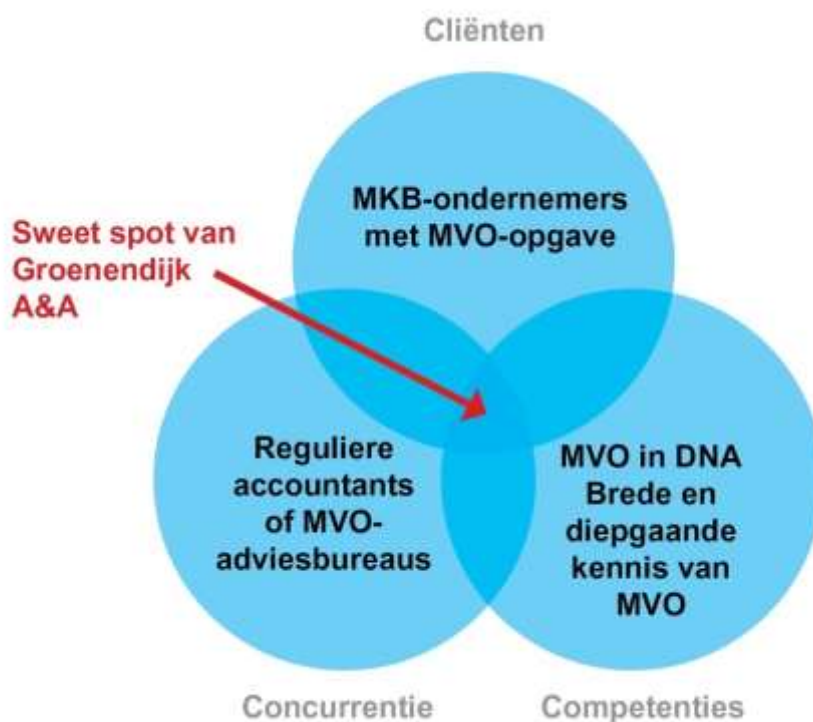 Cliënten
MKB-ondernemers
met MVO-opgave
Sweet spot van
Groenendijk
A&A
Reguliere
accountants
of MVO-
adviesbureaus
MVO in DNA
Brede en
diepgaande
kennis van
MVO
Concurrentie
Competenties